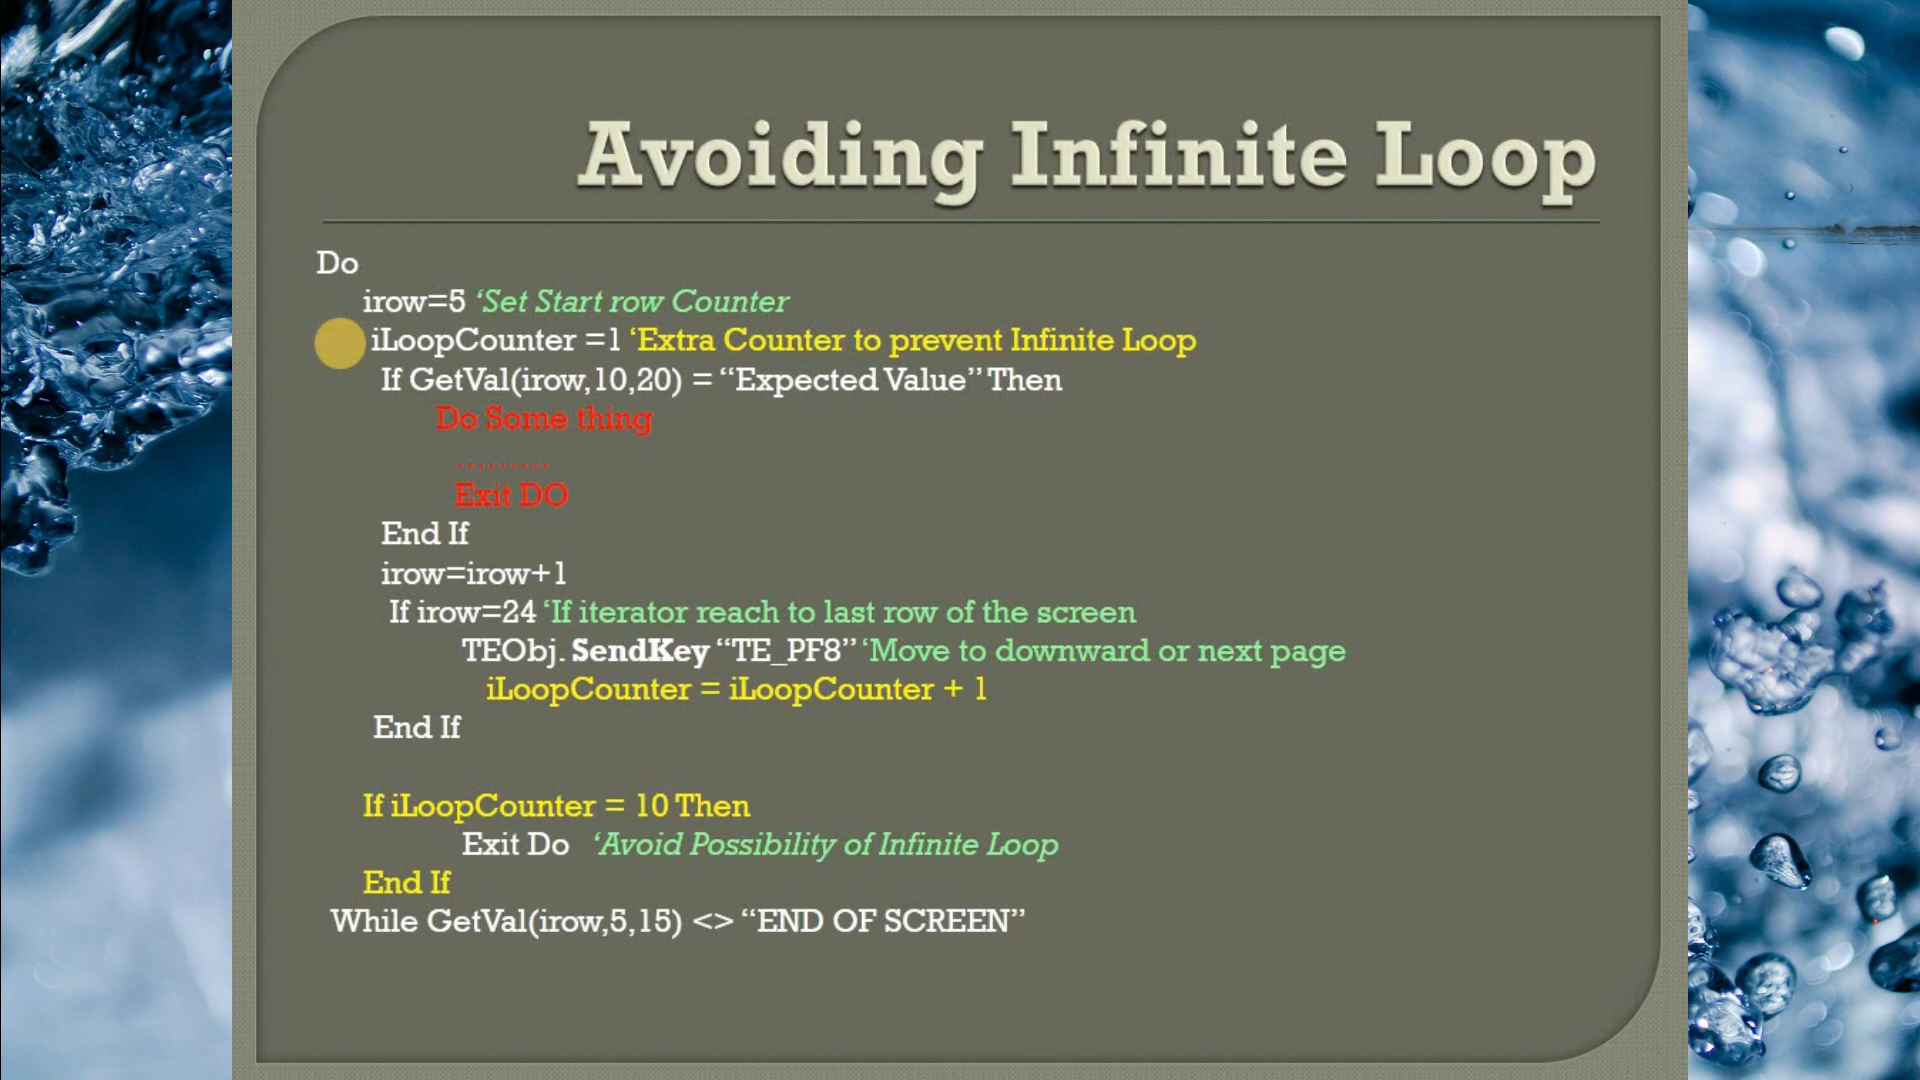 Avoiding Infinite Loop
Do
irow=5 ‘Set Start row Counter
iLoopCounter =1 ‘Extra Counter to prevent Infinite Loop
If GetVal(irow,10,20) = “Expected Value” Then
Do Some thing
.........
Exit DO
End If
irow=irow+1
If irow=24 ‘If iterator reach to last row of the screen
TEObj. SendKey “TE_PF8” ‘Move to downward or next page
iLoopCounter = iLoopCounter + 1
End If
If iLoopCounter = 10 Then
Exit Do ‘Avoid Possibility of Infinite Loop
End If
While GetVal(irow,5,15) <> “END OF SCREEN”